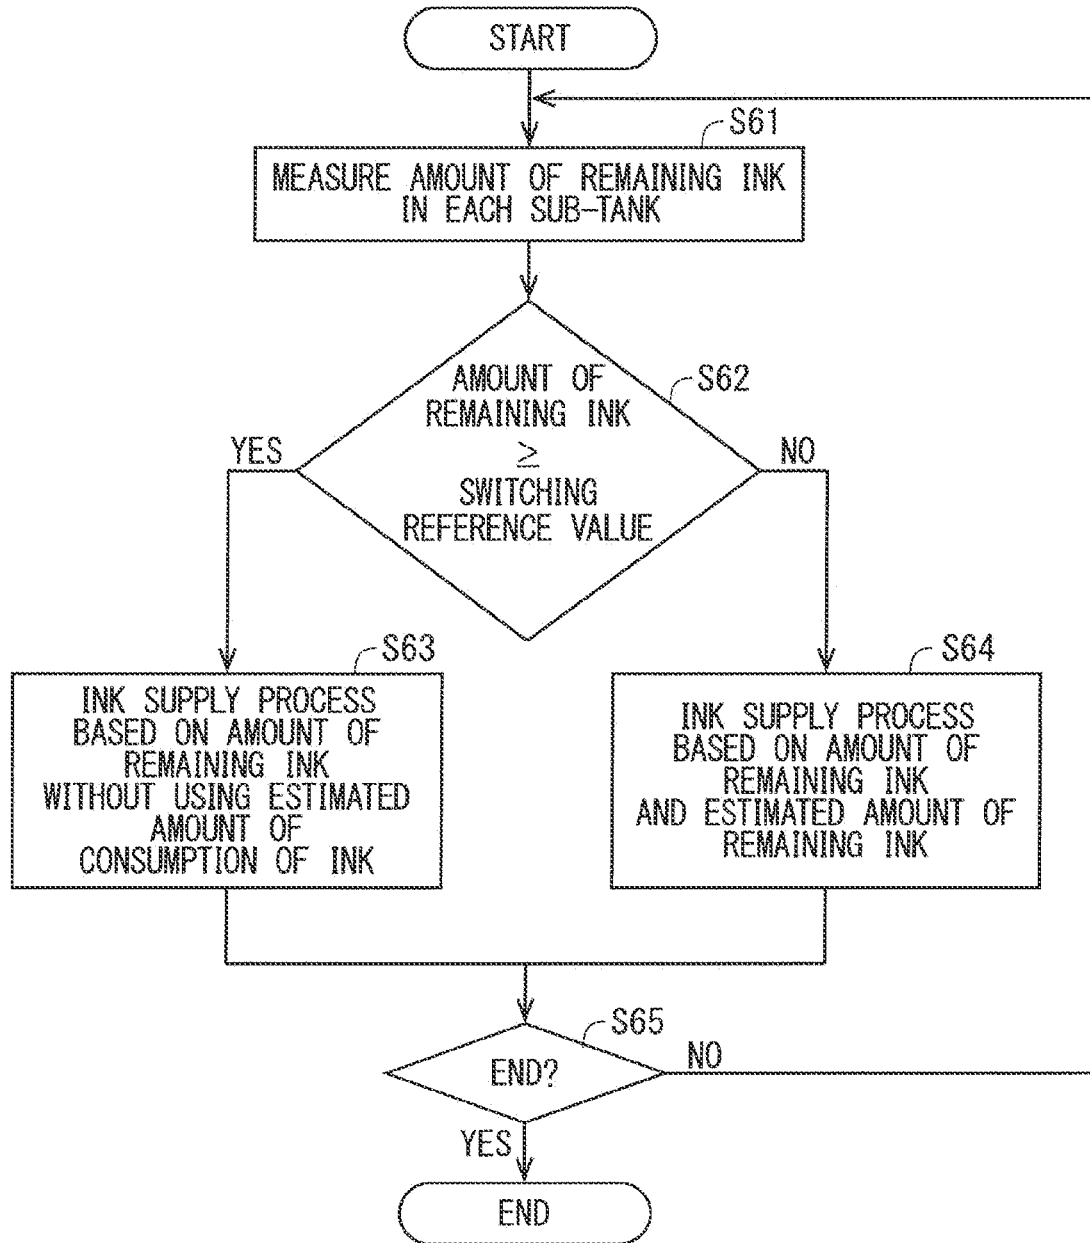 START
S61
MEASURE AMOUNT OF REMAINING INK
IN EACH SUB-TANK
S62
AMOUNT OF
REMAINING INK
≥
SWITCHING
REFERENCE VALUE
YES
NO
S63
INK SUPPLY PROCESS
BASED ON AMOUNT OF
REMAINING INK
WITHOUT USING ESTIMATED
AMOUNT OF
CONSUMPTION OF INK
S64
INK SUPPLY PROCESS
BASED ON AMOUNT OF
REMAINING INK
AND ESTIMATED AMOUNT OF
REMAINING INK
S65
END?
NO
YES
END